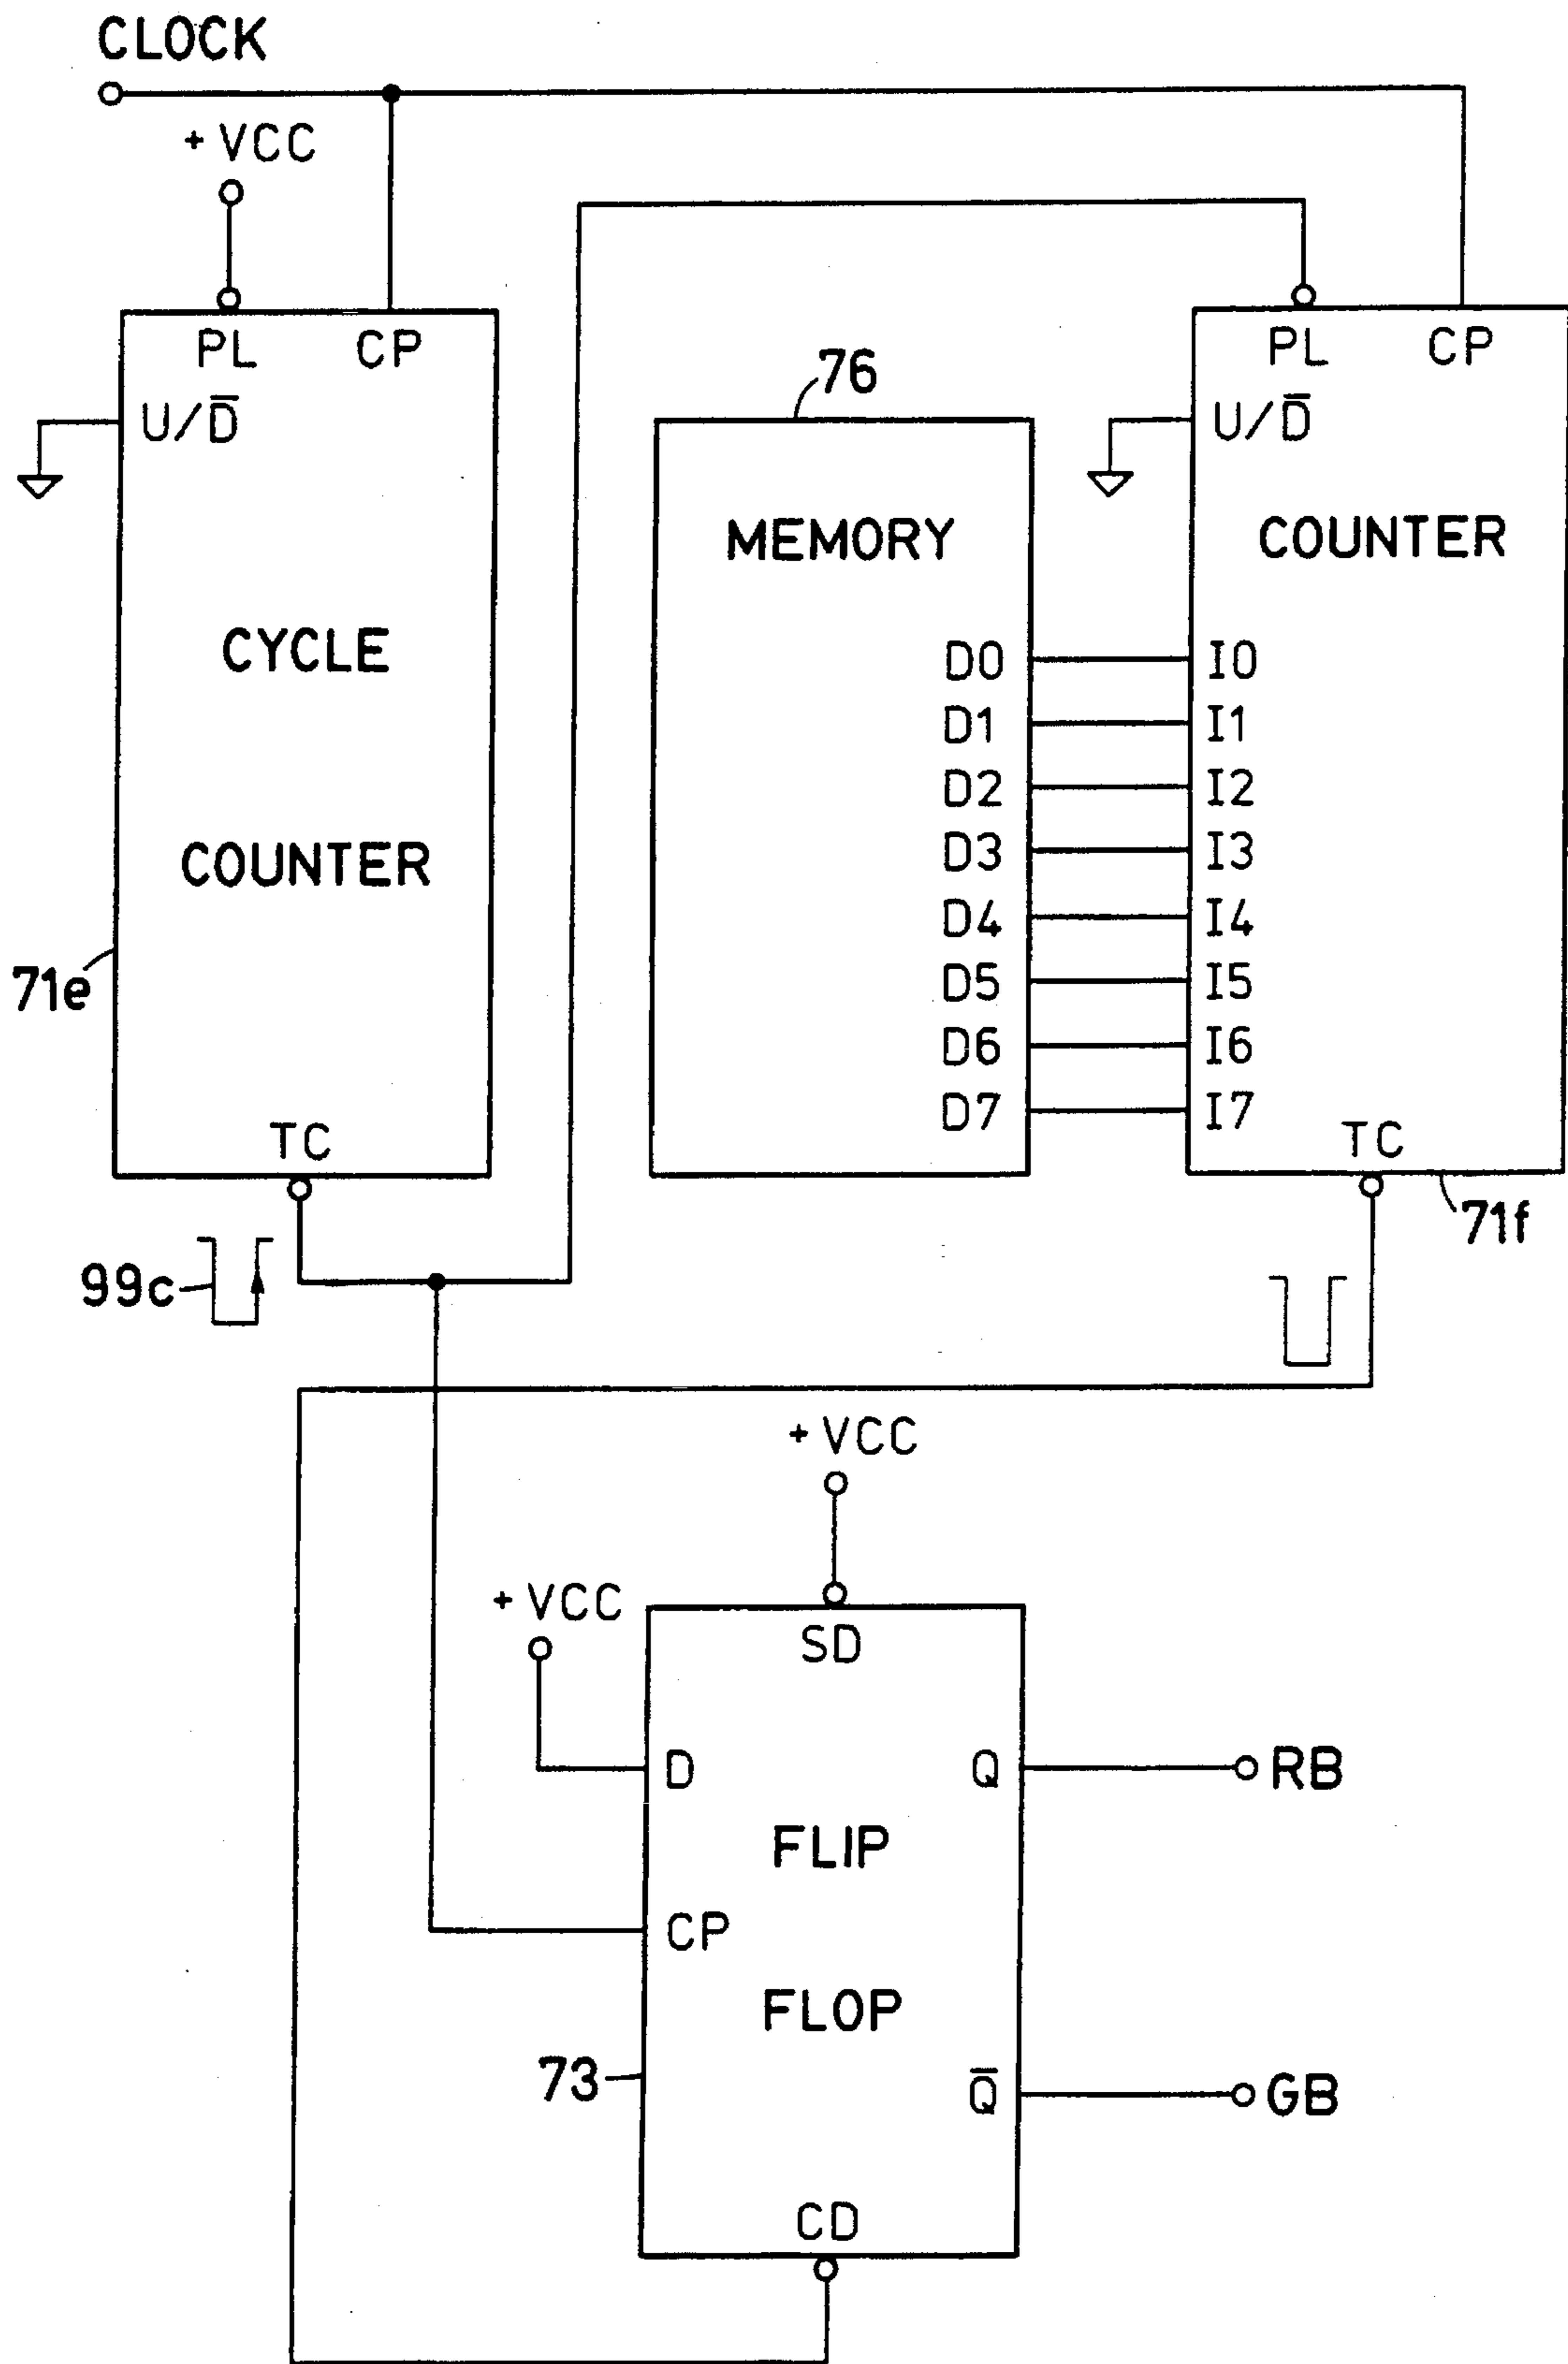 CLOCK
+ VCC
PL CP
U/D̅
CYCLE
COUNTER
71e
TC
99c
76
MEMORY
D0
D1
D2
D3
D4
D5
D6
D7
PL CP
U/D̅
COUNTER
I0
I1
I2
I3
I4
I5
I6
I7
TC
71f
+ VCC
+ VCC
SD
D
Q
RB
FLIP
CP
FLOP
73
Q̅
GB
CD